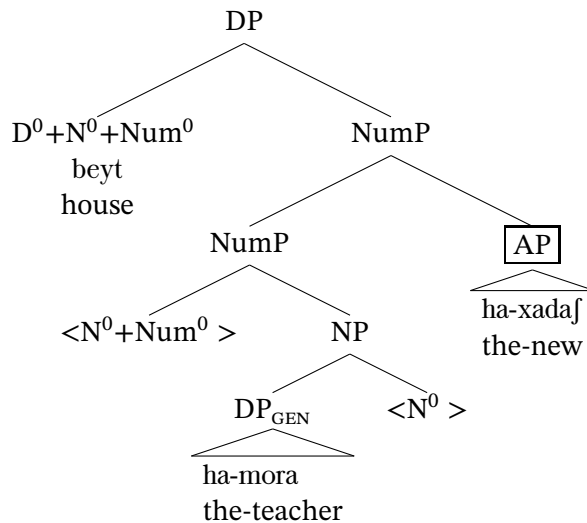 DP
D⁰+N⁰+Num⁰ NumP
beyt
house
NumP AP
ha-xadaʃ
<N⁰+Num⁰ > NP the-new
DP_GEN <N⁰ >
ha-mora
the-teacher